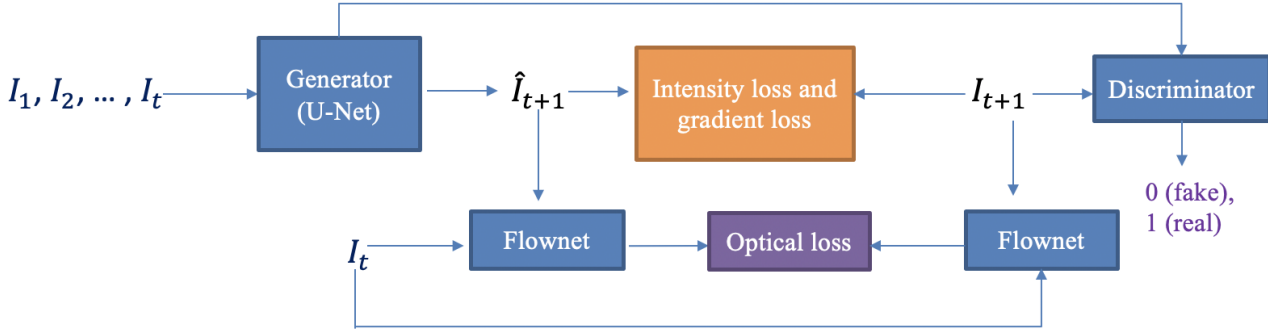 I₁, I₂, … , Iₜ
Generator
(U-Net)
Îₜ₊₁
Intensity loss and
gradient loss
Iₜ₊₁
Discriminator
0 (fake),
1 (real)
Iₜ
Flownet
Optical loss
Flownet